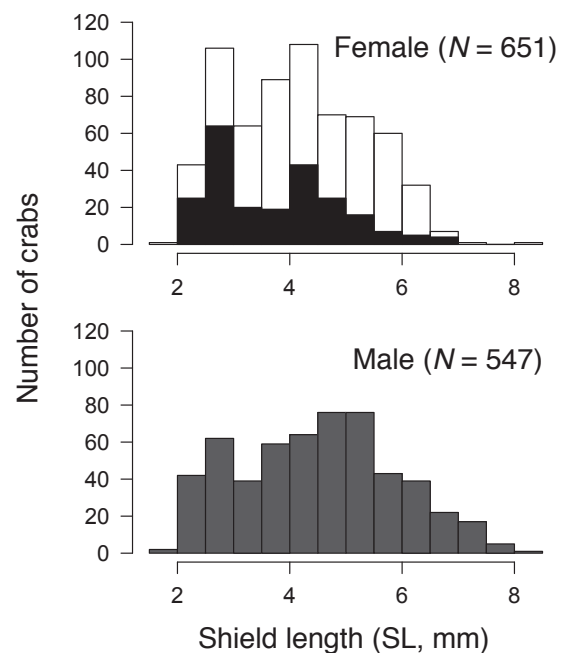 Number of crabs
Female (N = 651)
120
100
80
60
40
20
0
2 4 6 8
Male (N = 547)
120
100
80
60
40
20
0
2 4 6 8
Shield length (SL, mm)